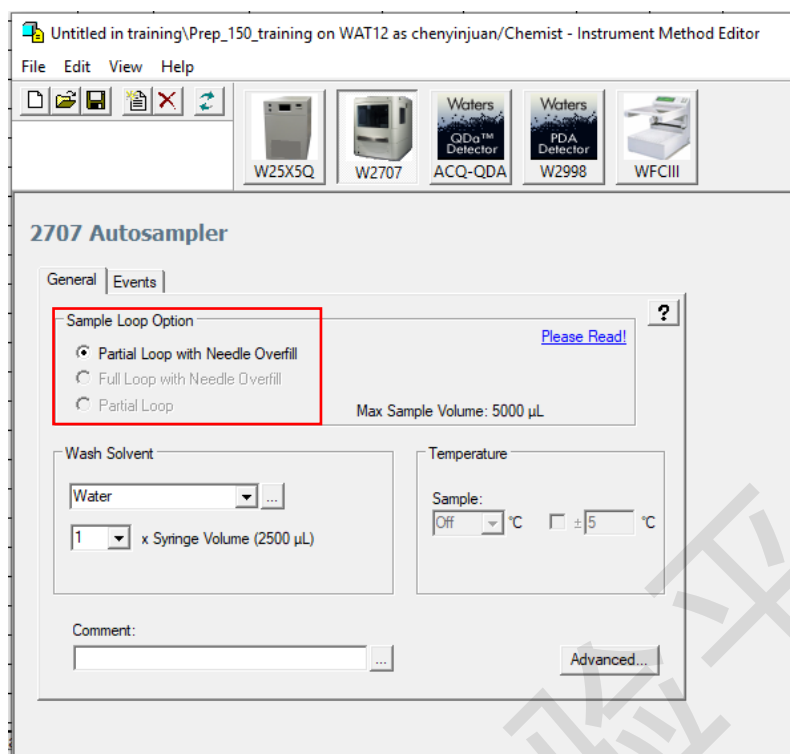 Untitled in training\Prep_150_training on WAT12 as chenyinjuan/Chemist - Instrument Method Editor
File Edit View Help
Waters
QDa™
Detector
Waters
PDA
Detector
W25X5Q W2707 ACQ-QDA W2998 WFCIII
2707 Autosampler
General Events
?
Sample Loop Option
Please Read!
Partial Loop with Needle Overfill
Full Loop with Needle Overfill
Partial Loop
Max Sample Volume: 5000 µL
Wash Solvent
Water
...
1 x Syringe Volume (2500 µL)
Temperature
Sample:
Off °C ±5 °C
Comment:
...
Advanced...
验平